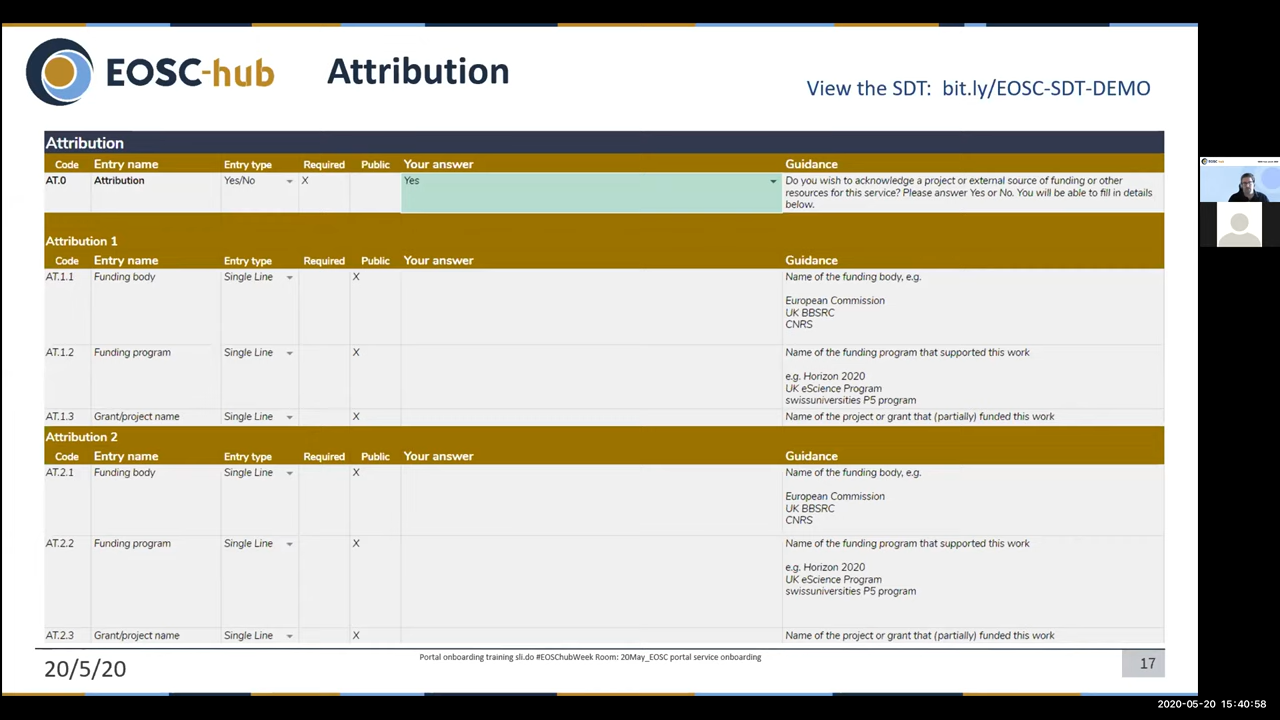 EOSC-hub
Attribution
View the SDT: bit.ly/EOSC-SDT-DEMO
Attribution
Code Entry name Entry type Required Public Your answer Guidance
AT.0 Attribution Yes/No X Yes Do you wish to acknowledge a project or external source of funding or other
resources for this service? Please answer Yes or No. You will be able to fill in details
below.
Attribution 1
Code Entry name Entry type Required Public Your answer Guidance
AT.1.1 Funding body Single Line X Name of the funding body, e.g.
European Commission
UK BBSRC
CNRS
AT.1.2 Funding program Single Line X Name of the funding program that supported this work
e.g. Horizon 2020
UK eScience Program
swissuniversities P5 program
AT.1.3 Grant/project name Single Line X Name of the project or grant that (partially) funded this work
Attribution 2
Code Entry name Entry type Required Public Your answer Guidance
AT.2.1 Funding body Single Line X Name of the funding body, e.g.
European Commission
UK BBSRC
CNRS
AT.2.2 Funding program Single Line X Name of the funding program that supported this work
e.g. Horizon 2020
UK eScience Program
swissuniversities P5 program
AT.2.3 Grant/project name Single Line X Name of the project or grant that (partially) funded this work
Portal onboarding training sli.do #EOSChubWeek Room: 20May_EOSC portal service onboarding
20/5/20
17
2020-05-20 15:40:58